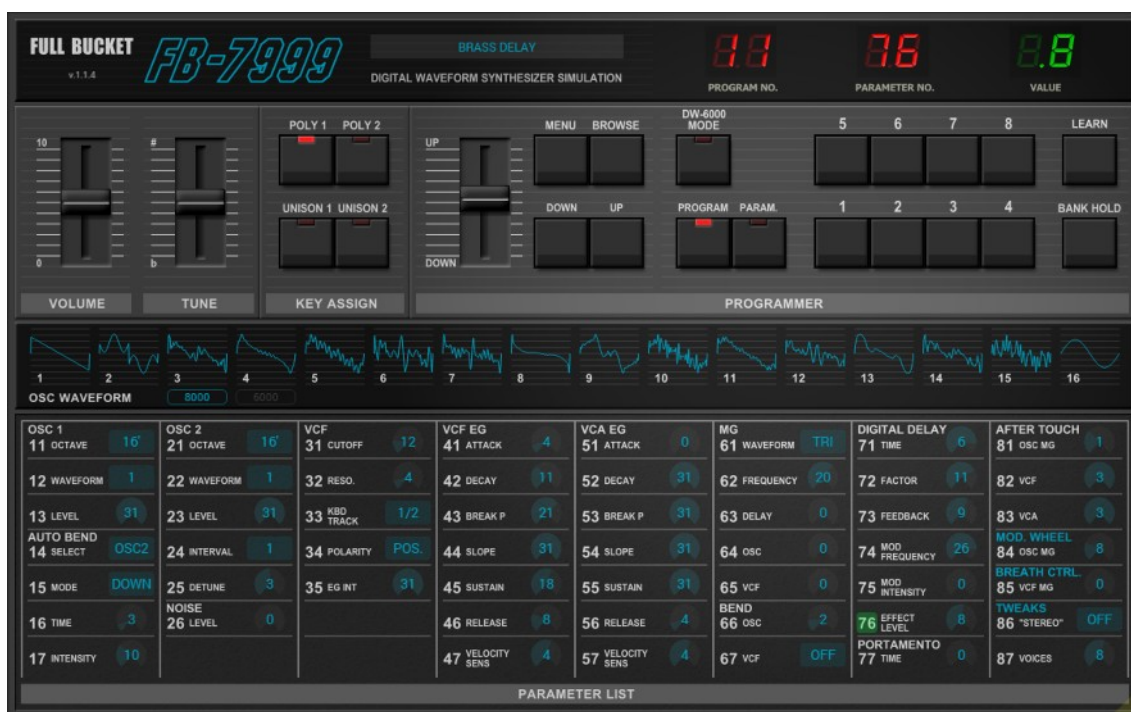 FULL BUCKET
v.1.1.4
FB-7999
BRASS DELAY
DIGITAL WAVEFORM SYNTHESIZER SIMULATION
11 76 .8
PROGRAM NO. PARAMETER NO. VALUE
POLY 1 POLY 2 MENU BROWSE DW-6000 MODE 5 6 7 8 LEARN
10 # UP
UNISON 1 UNISON 2 DOWN UP PROGRAM PARAM. 1 2 3 4 BANK HOLD
0 b DOWN
VOLUME TUNE KEY ASSIGN PROGRAMMER
1 2 3 4 5 6 7 8 9 10 11 12 13 14 15 16
OSC WAVEFORM 8000 6000
OSC 1 OSC 2 VCF VCF EG VCA EG MG DIGITAL DELAY AFTER TOUCH
11 OCTAVE 16' 21 OCTAVE 16' 31 CUTOFF 12 41 ATTACK 4 51 ATTACK 0 61 WAVEFORM TRI 71 TIME 6 81 OSC MG 1
12 WAVEFORM 1 22 WAVEFORM 1 32 RESO. 4 42 DECAY 11 52 DECAY 31 62 FREQUENCY 20 72 FACTOR 11 82 VCF 3
13 LEVEL 31 23 LEVEL 31 33 KBD TRACK 1/2 43 BREAK P 21 53 BREAK P 31 63 DELAY 0 73 FEEDBACK 9 83 VCA 3
AUTO BEND MOD. WHEEL
14 SELECT OSC2 24 INTERVAL 1 34 POLARITY POS. 44 SLOPE 31 54 SLOPE 31 64 OSC 0 74 MOD FREQUENCY 26 84 OSC MG 8
BREATH CTRL.
15 MODE DOWN 25 DETUNE 3 35 EG INT 31 45 SUSTAIN 18 55 SUSTAIN 31 65 VCF 0 75 MOD INTENSITY 0 85 VCF MG 0
NOISE BEND TWEAKS
16 TIME 3 26 LEVEL 0 46 RELEASE 8 56 RELEASE 4 66 OSC 2 76 EFFECT LEVEL 8 86 "STEREO" OFF
PORTAMENTO
17 INTENSITY 10 47 VELOCITY SENS 4 57 VELOCITY SENS 4 67 VCF OFF 77 TIME 0 87 VOICES 8
PARAMETER LIST